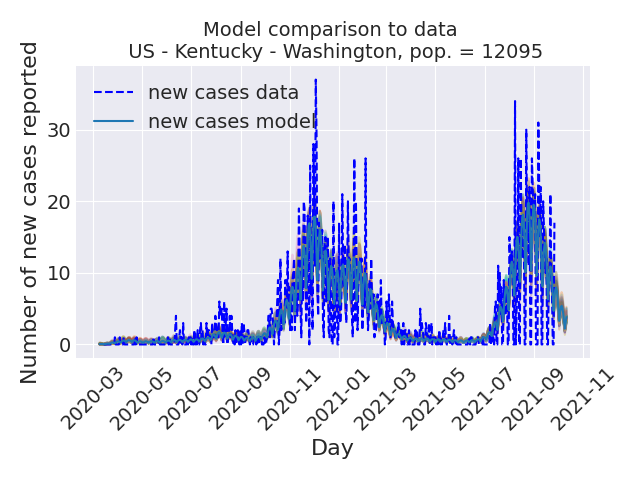 Model comparison to data
US - Kentucky - Washington, pop. = 12095
Number of new cases reported
new cases data
new cases model
30
20
10
0
2020-03
2020-05
2020-07
2020-09
2020-11
2021-01
2021-03
2021-05
2021-07
2021-09
2021-11
Day